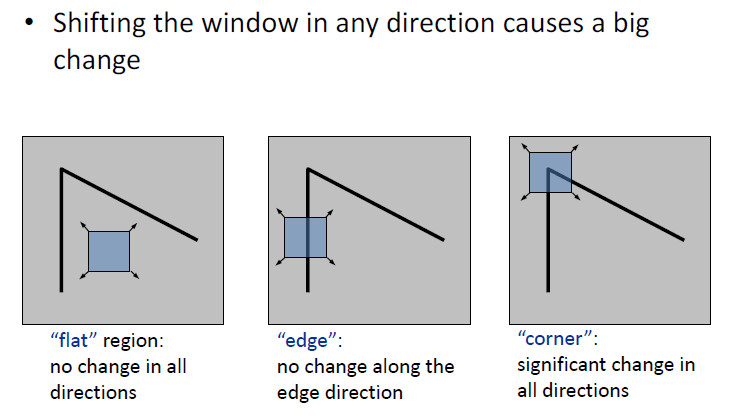 • Shifting the window in any direction causes a big
change
“flat” region:
no change in all
directions
“edge”:
no change along the
edge direction
“corner”:
significant change in
all directions